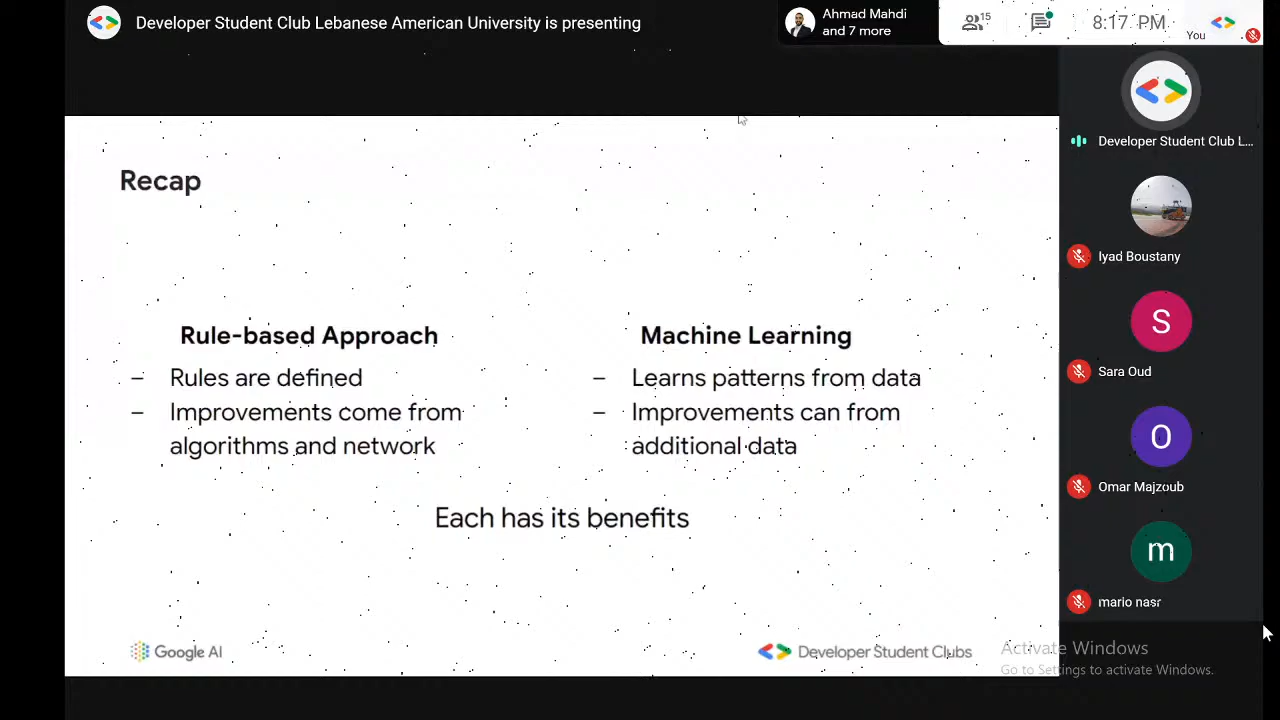 Developer Student Club Lebanese American University is presenting
Ahmad Mahdi
and 7 more
15
8:17 PM
You
Developer Student Club L...
Iyad Boustany
S
Sara Oud
O
Omar Majzoub
m
mario nasr
Recap
Rule-based Approach
– Rules are defined
– Improvements come from
algorithms and network
Machine Learning
– Learns patterns from data
– Improvements can from
additional data
Each has its benefits
Google AI
Developer Student Clubs
Activate Windows
Go to Settings to activate Windows.